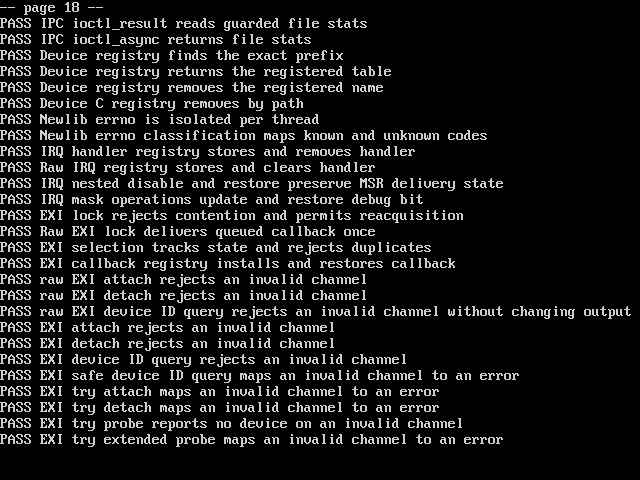 -- page 18 --
PASS IPC ioctl_result reads guarded file stats
PASS IPC ioctl_async returns file stats
PASS Device registry finds the exact prefix
PASS Device registry returns the registered table
PASS Device registry removes the registered name
PASS Device C registry removes by path
PASS Newlib errno is isolated per thread
PASS Newlib errno classification maps known and unknown codes
PASS IRQ handler registry stores and removes handler
PASS Raw IRQ registry stores and clears handler
PASS IRQ nested disable and restore preserve MSR delivery state
PASS IRQ mask operations update and restore debug bit
PASS EXI lock rejects contention and permits reacquisition
PASS Raw EXI lock delivers queued callback once
PASS EXI selection tracks state and rejects duplicates
PASS EXI callback registry installs and restores callback
PASS raw EXI attach rejects an invalid channel
PASS raw EXI detach rejects an invalid channel
PASS raw EXI device ID query rejects an invalid channel without changing output
PASS EXI attach rejects an invalid channel
PASS EXI detach rejects an invalid channel
PASS EXI device ID query rejects an invalid channel
PASS EXI safe device ID query maps an invalid channel to an error
PASS EXI try attach maps an invalid channel to an error
PASS EXI try detach maps an invalid channel to an error
PASS EXI try probe reports no device on an invalid channel
PASS EXI try extended probe maps an invalid channel to an error